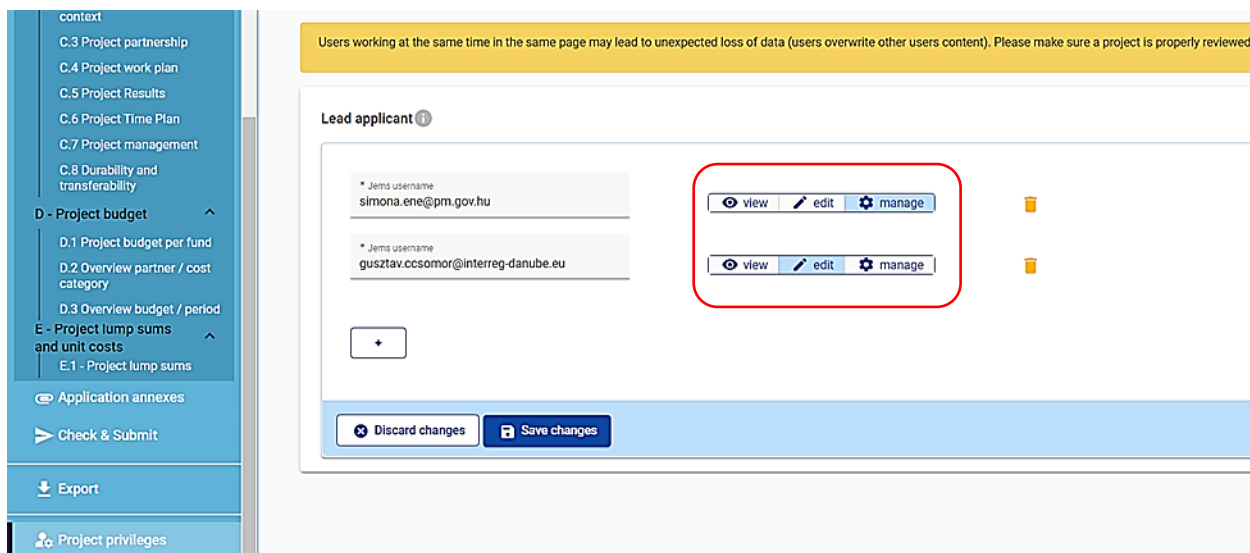 context
C.3 Project partnership
C.4 Project work plan
C.5 Project Results
C.6 Project Time Plan
C.7 Project management
C.8 Durability and
transferability
D - Project budget
D.1 Project budget per fund
D.2 Overview partner / cost
category
D.3 Overview budget / period
E - Project lump sums
and unit costs
E.1 - Project lump sums
Application annexes
Check & Submit
Export
Project privileges
Users working at the same time in the same page may lead to unexpected loss of data (users overwrite other users content). Please make sure a project is properly reviewed
Lead applicant
* Jems username
simona.ene@pm.gov.hu
view edit manage
* Jems username
gusztav.ccsomor@interreg-danube.eu
view edit manage
+
Discard changes Save changes